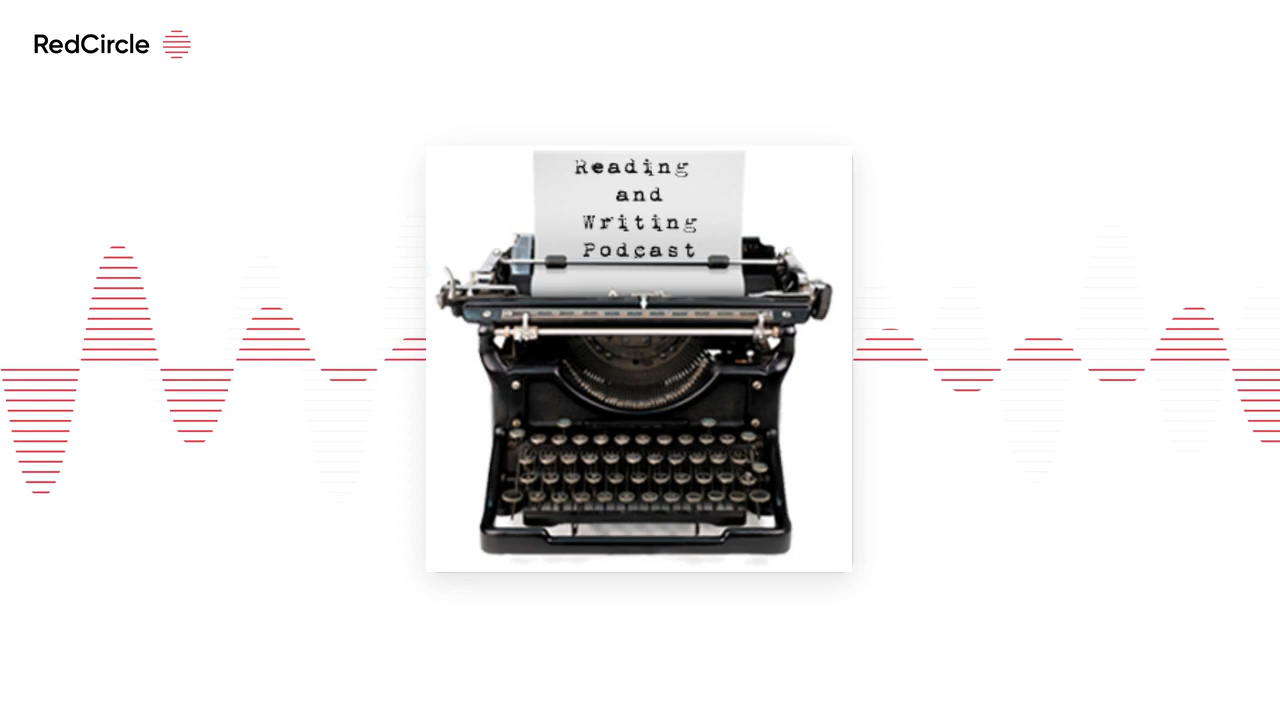 RedCircle
Reading
and
Writing
Podcast